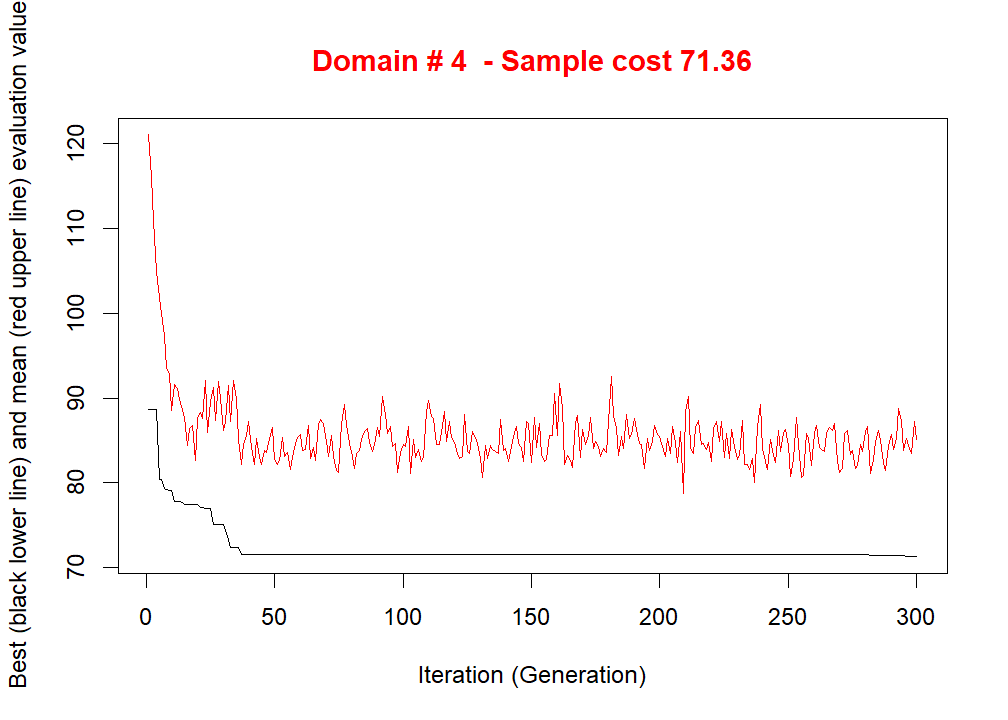 Domain # 4  - Sample cost 71.36
Best (black lower line) and mean (red upper line) evaluation value
120
110
100
90
80
70
0 50 100 150 200 250 300
Iteration (Generation)